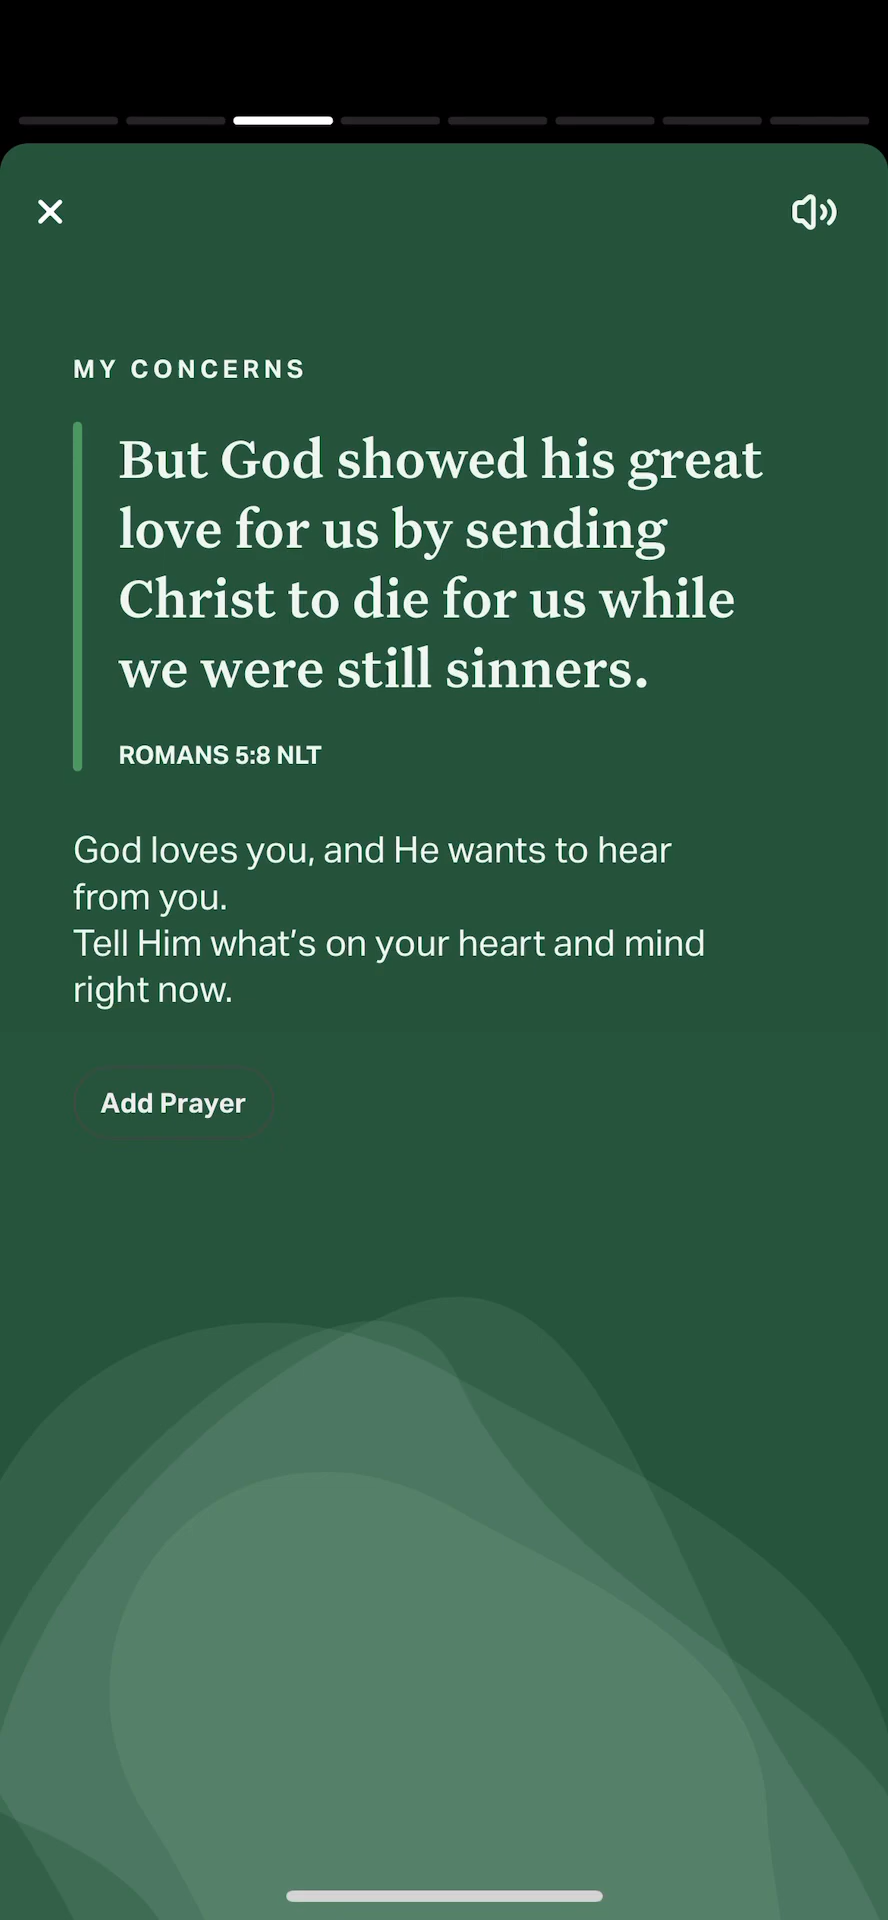 MY CONCERNS
But God showed his great
love for us by sending
Christ to die for us while
we were still sinners.
ROMANS 5:8 NLT
God loves you, and He wants to hear
from you.
Tell Him what’s on your heart and mind
right now.
Add Prayer